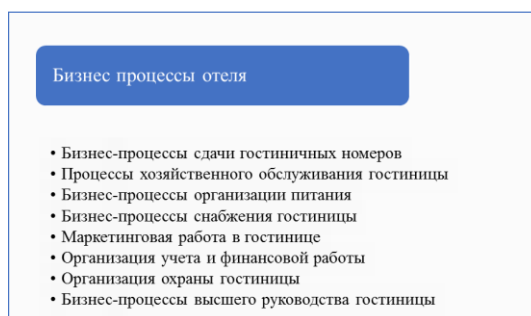 Бизнес процессы отеля
• Бизнес-процессы сдачи гостиничных номеров
• Процессы хозяйственного обслуживания гостиницы
• Бизнес-процессы организации питания
• Бизнес-процессы снабжения гостиницы
• Маркетинговая работа в гостинице
• Организация учета и финансовой работы
• Организация охраны гостиницы
• Бизнес-процессы высшего руководства гостиницы